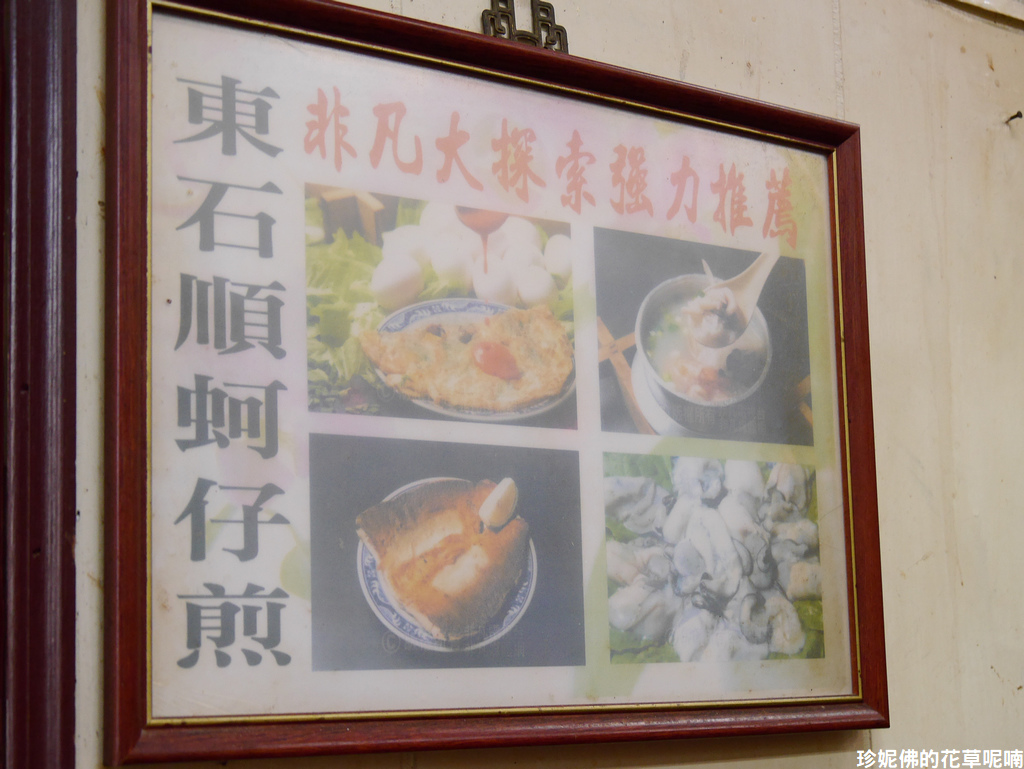 東石順蚵仔煎
非凡大探索強力推薦
珍妮佛的花草呢喃